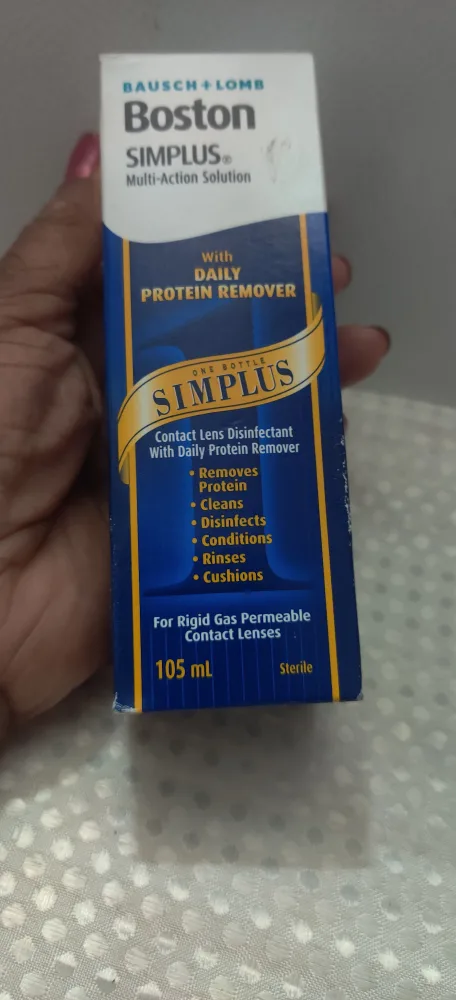 BAUSCH + LOMB
Boston
SIMPLUS®
Multi-Action Solution
With
DAILY
PROTEIN REMOVER
ONE BOTTLE
SIMPLUS
Contact Lens Disinfectant
With Daily Protein Remover
• Removes
Protein
• Cleans
• Disinfects
• Conditions
• Rinses
• Cushions
For Rigid Gas Permeable
Contact Lenses
105 mL Sterile